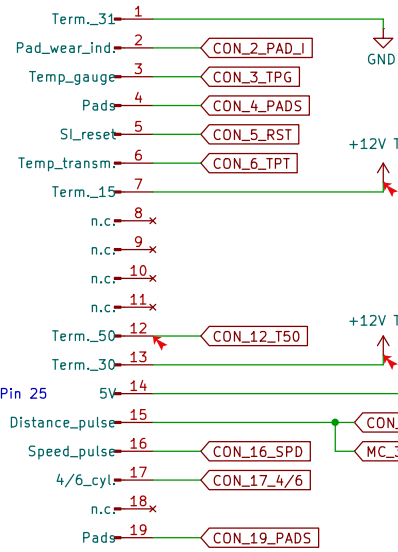 Term._31 1
Pad_wear_ind. 2 CON_2_PAD_I
GND
Temp_gauge 3 CON_3_TPG
Pads 4 CON_4_PADS
SI_reset 5 CON_5_RST
+12V T
Temp_transm. 6 CON_6_TPT
Term._15 7
n.c. 8
n.c. 9
n.c. 10
n.c. 11
+12V T
Term._50 12 CON_12_T50
Term._30 13
Pin 25 5V 14
Distance_pulse 15 CON_
Speed_pulse 16 CON_16_SPD MC_3
4/6_cyl. 17 CON_17_4/6
n.c. 18
Pads 19 CON_19_PADS